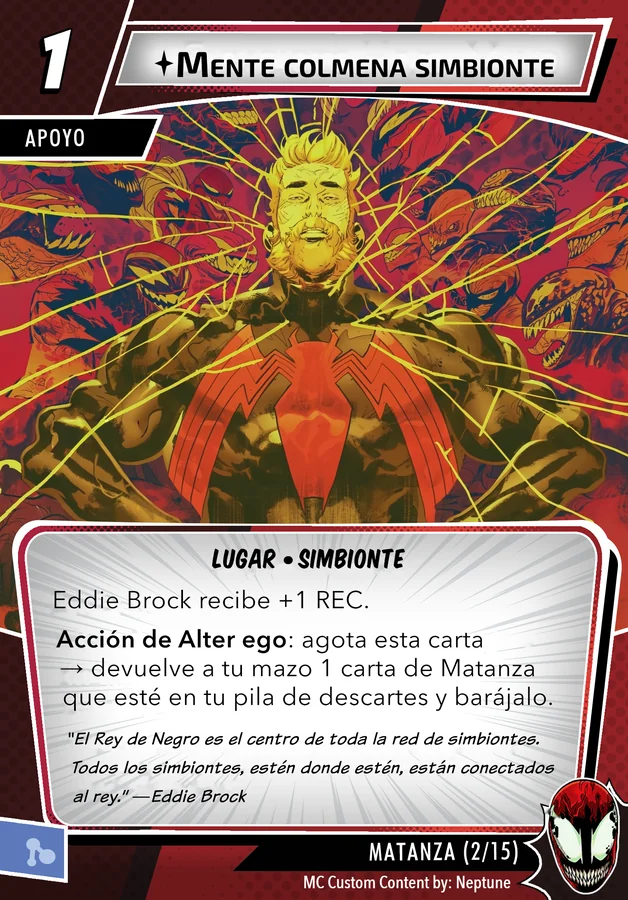 1
✦Mente colmena simbionte
APOYO
LUGAR • SIMBIONTE
Eddie Brock recibe +1 REC.
Acción de Alter ego: agota esta carta
→ devuelve a tu mazo 1 carta de Matanza
que esté en tu pila de descartes y barájalo.
"El Rey de Negro es el centro de toda la red de simbiontes.
Todos los simbiontes, estén donde estén, están conectados
al rey." —Eddie Brock
MATANZA (2/15)
MC Custom Content by: Neptune